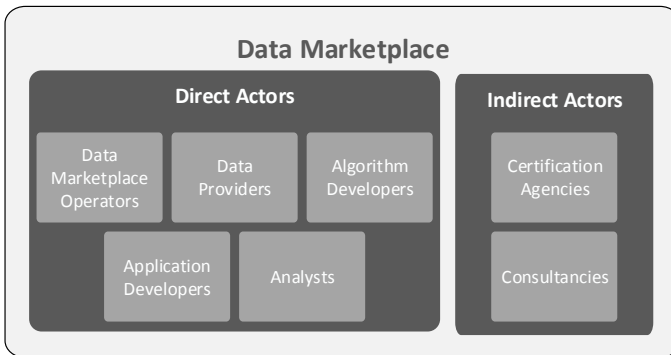 Data Marketplace
Direct Actors
Data
Marketplace
Operators
Data
Providers
Algorithm
Developers
Application
Developers
Analysts
Indirect Actors
Certification
Agencies
Consultancies